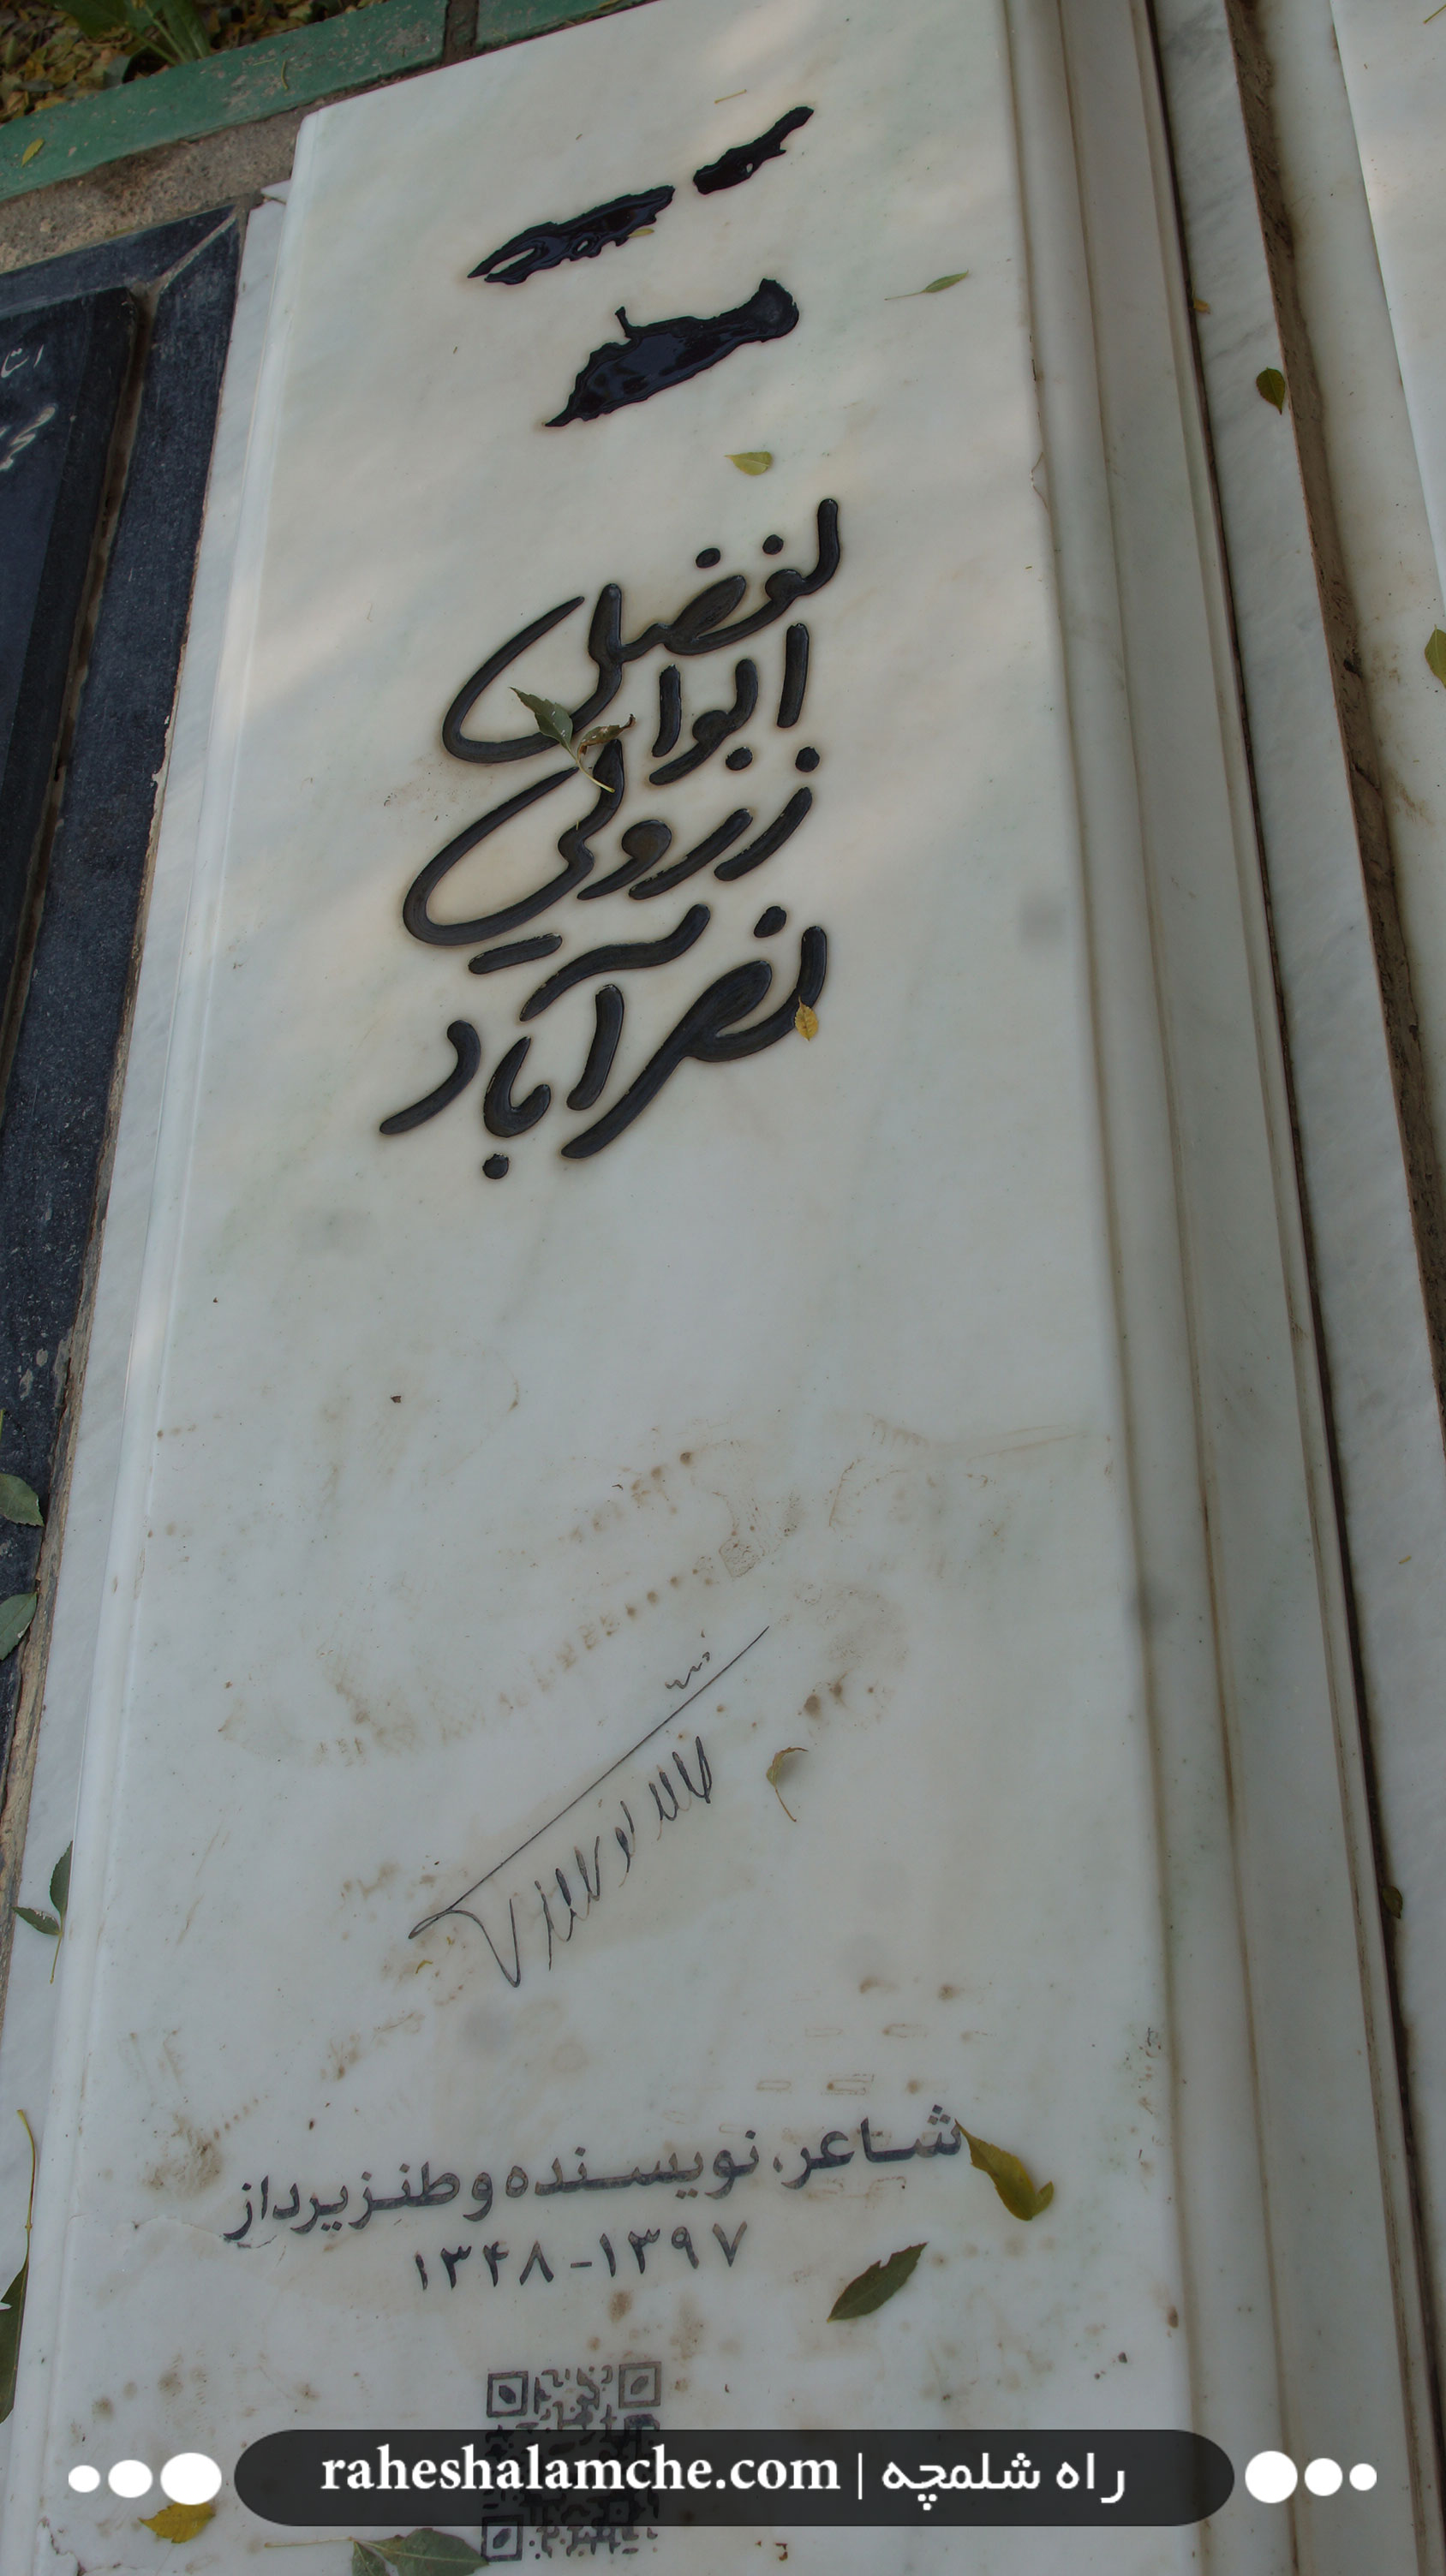 ابوالفضل
زرویی
نصرآباد
شاعر، نویسنده و طنزپرداز
۱۳۴۸-۱۳۹۷
raheshalamche.com | راه شلمچه